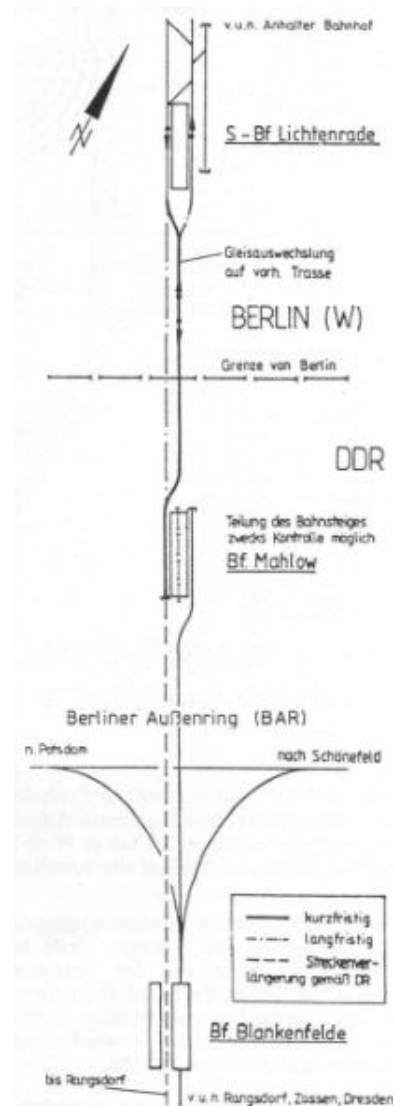 v.u.n. Anhalter Bahnhof
S-Bf Lichtenrade
N
Gleisauswechslung
auf vorh. Trasse
BERLIN (W)
Grenze von Berlin
DDR
Teilung des Bahnsteiges
zwecks Kontrolle möglich
Bf. Mahlow
Berliner Außenring (BAR)
n. Potsdam
nach Schönefeld
kurzfristig
langfristig
Streckenver-
längerung gemäß DR
Bf. Blankenfelde
bis Rangsdorf
v.u.n. Rangsdorf, Zossen, Dresden